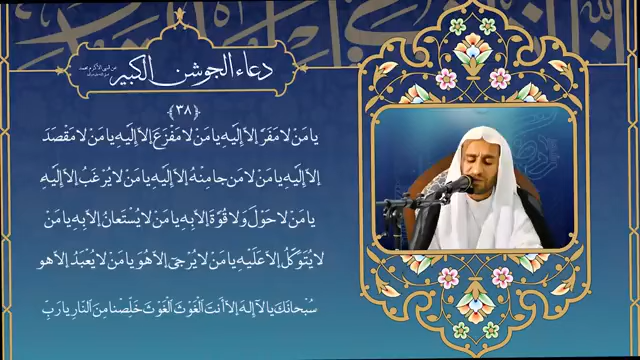 دعاء الجوشن الكبير
﴿٣٨﴾
يا مَنْ لا مَفَرَّ اِلاّ اِلَيْهِ يا مَنْ لا مَفْزَعَ اِلاّ اِلَيْهِ يا مَنْ لا مَقْصَدَ
اِلاّ اِلَيْهِ يا مَنْ لا مَنْجا مِنْهُ اِلاّ اِلَيْهِ يا مَنْ لا يُرْغَبُ اِلاّ اِلَيْهِ
يا مَنْ لا حَوْلَ وَلا قُوَّةَ اِلاّ بِهِ يا مَنْ لا يُسْتَعانُ اِلاّ بِهِ يا مَنْ
لا يُتَوَكَّلُ اِلاّ عَلَيْهِ يا مَنْ لا يُرْجى اِلاّ هُوَ يا مَنْ لا يُعْبَدُ اِلاّ هو
سُبْحانَكَ يا لا اِلهَ اِلاّ اَنْتَ الْغَوْثَ الْغَوْثَ خَلِّصْنا مِنَ النّارِ يا رَبِّ